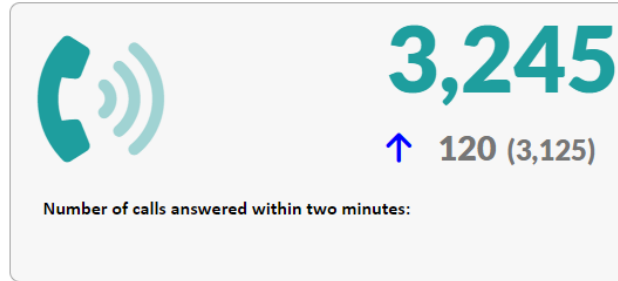 3,245
↑ 120 (3,125)
Number of calls answered within two minutes: